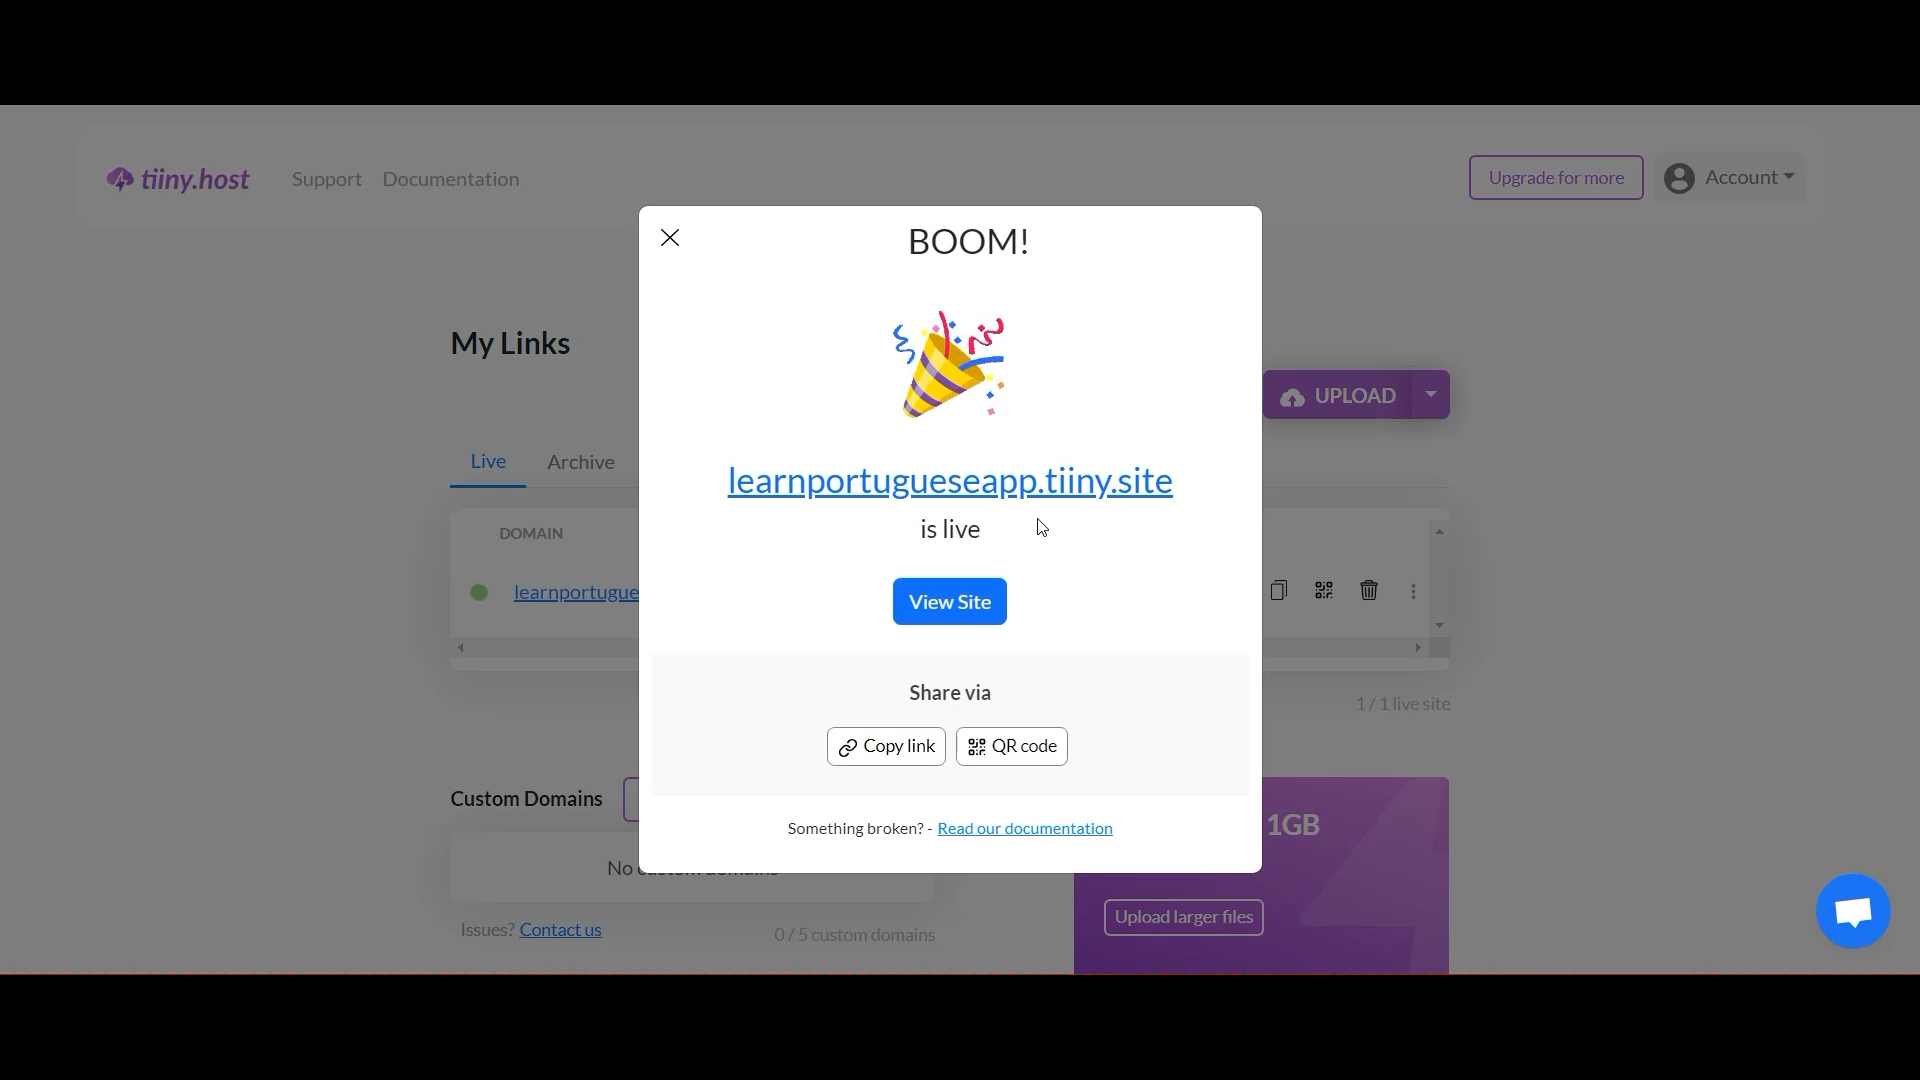 tiiny.host Support Documentation Upgrade for more Account
BOOM!
My Links
UPLOAD
Live Archive
learnportugueseapp.tiiny.site
is live
DOMAIN
learnportugue
View Site
Share via
1 / 1 live site
Copy link QR code
Custom Domains
Something broken? - Read our documentation
1GB
No
Upload larger files
Issues? Contact us
0 / 5 custom domains